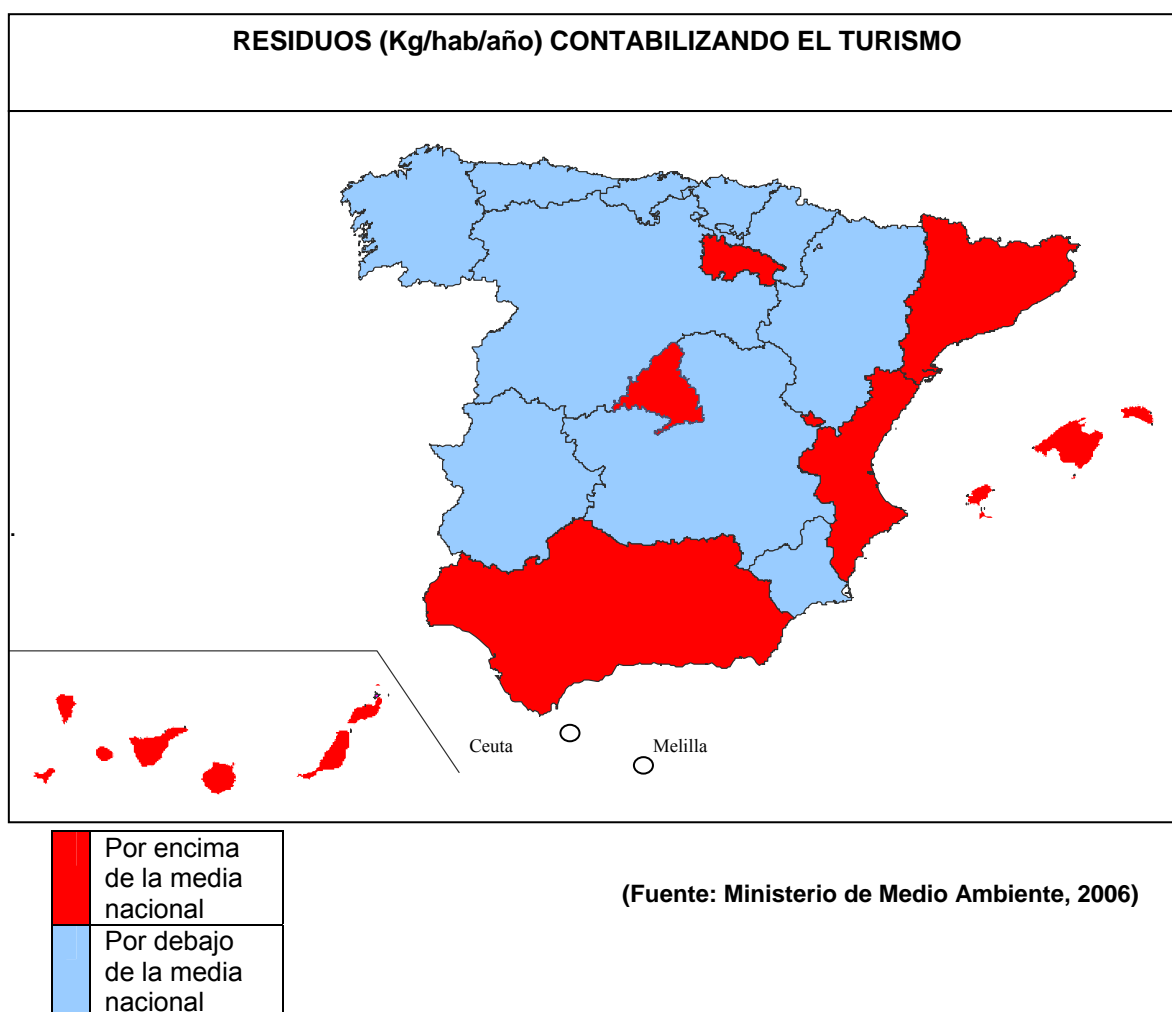 RESIDUOS (Kg/hab/año) CONTABILIZANDO EL TURISMO
.
Ceuta
Melilla
Por encima
de la media
nacional
(Fuente: Ministerio de Medio Ambiente, 2006)
Por debajo
de la media
nacional